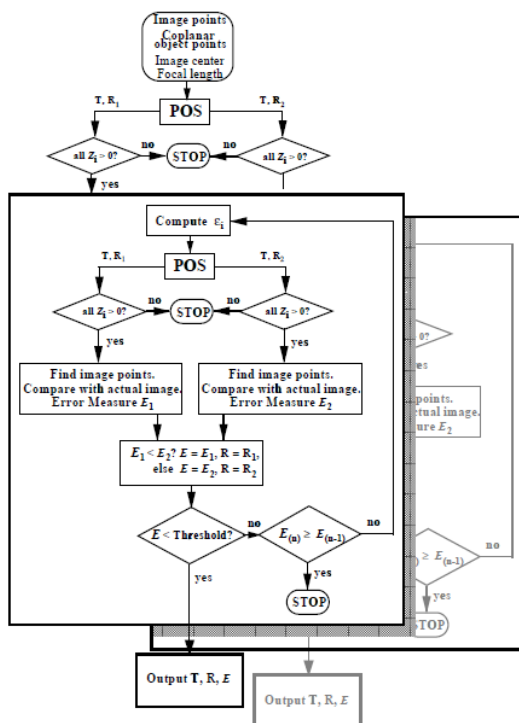 Image points
Coplanar
object points
Image center
Focal length
T, R1
POS
T, R2
all Zi > 0?
no
STOP
no
all Zi > 0?
yes
Compute εi
T, R1
POS
T, R2
all Zi > 0?
no
STOP
no
all Zi > 0?
0?
yes
yes
es
Find image points.
Compare with actual image.
Error Measure E1
Find image points.
Compare with actual image.
Error Measure E2
points.
ctual image.
ure E2
E1 < E2? E = E1, R = R1,
else E = E2, R = R2
E < Threshold?
no
E(n) ≥ E(n-1)
no
) ≥ E(n-1)
no
yes
yes
yes
STOP
TOP
Output T, R, E
Output T, R, E